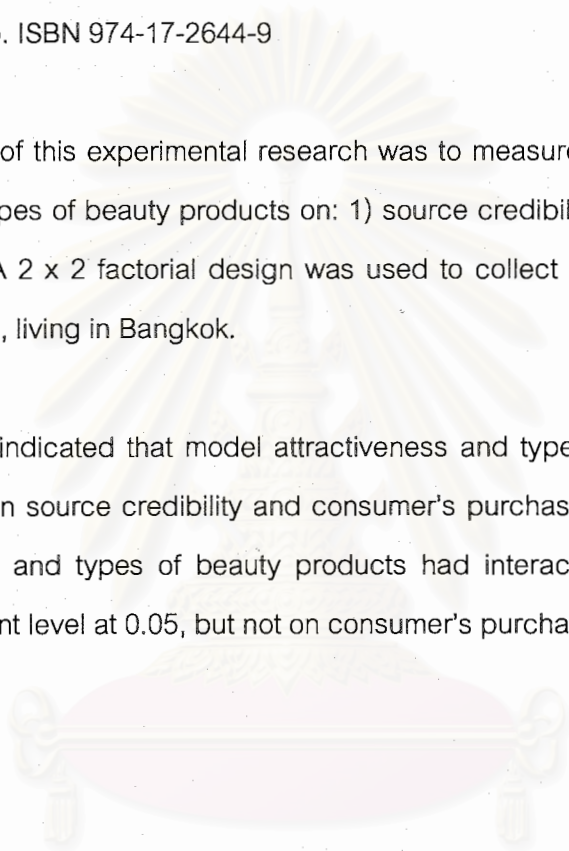 . ISBN 974-17-2644-9
of this experimental research was to measure
pes of beauty products on: 1) source credibil
A 2 x 2 factorial design was used to collect
, living in Bangkok.
indicated that model attractiveness and type
n source credibility and consumer's purchas
and types of beauty products had interac
nt level at 0.05, but not on consumer's purcha